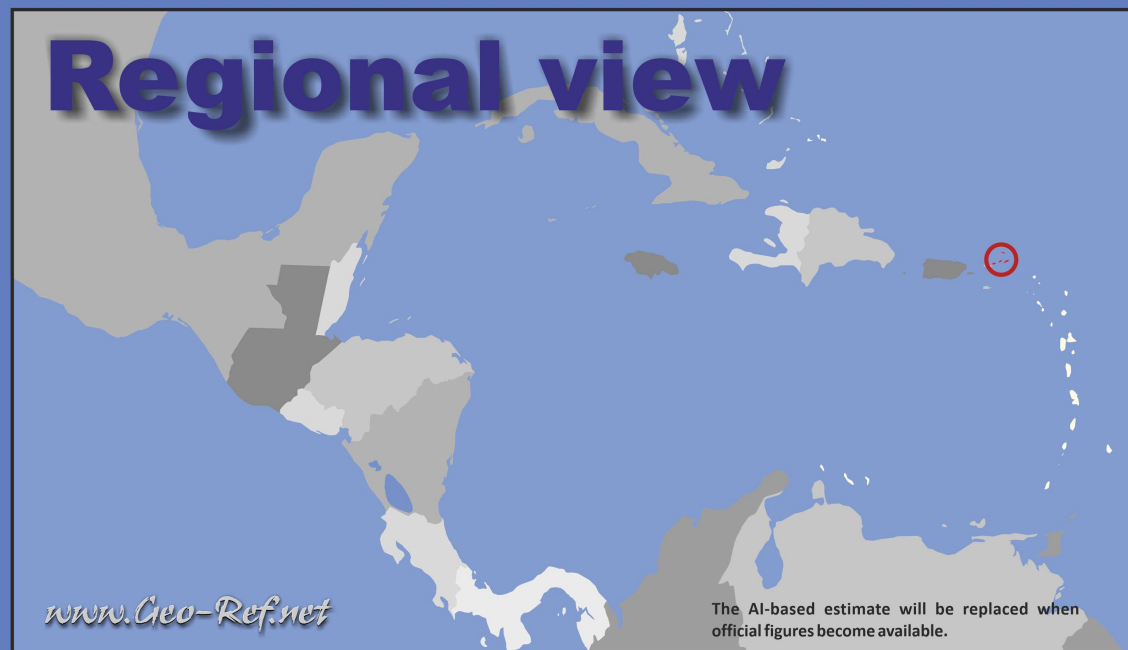 Regional view
www.Geo-Ref.net
The AI-based estimate will be replaced when
official figures become available.